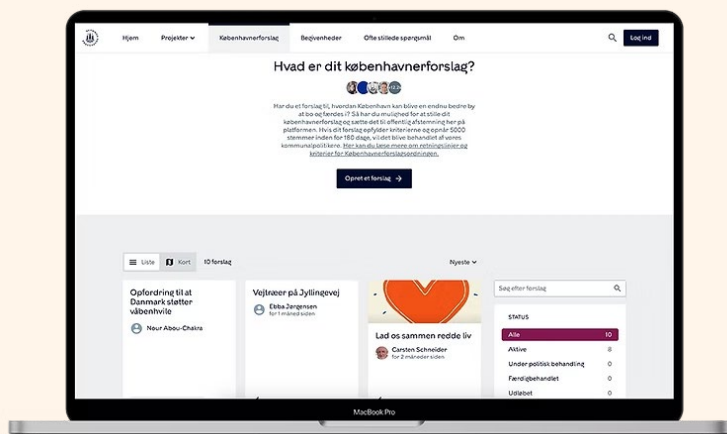 Hjem Projekter Københavnerforslag Begivenheder Ofte stillede spørgsmål Om Log ind
Hvad er dit københavnerforslag?
Har du et forslag til, hvordan København kan blive en endnu bedre by
at bo og færdes i? Så har du mulighed for at stille dit
københavnerforslag og sætte det til offentlig afstemning her på
platformen. Hvis dit forslag opfylder kriterierne og opnår 5000
stemmer inden for 180 dage, vil det blive behandlet af vores
kommunalpolitikere. Her kan du læse mere om retningslinjer og
kriterier for Københavnerforslagsordningen.
Opret et forslag →
Liste Kort 10 forslag Nyeste
Opfordring til at
Danmark støtter
våbenhvile
Nour Abou-Chakra
Vejtræer på Jyllingevej
Ebba Jørgensen
for 1 måned siden
Lad os sammen redde liv
Carsten Schneider
for 2 måneder siden
Søg efter forslag
STATUS
Alle 10
Aktive 8
Under politisk behandling 0
Færdigbehandlet 0
Udløbet 0
MacBook Pro